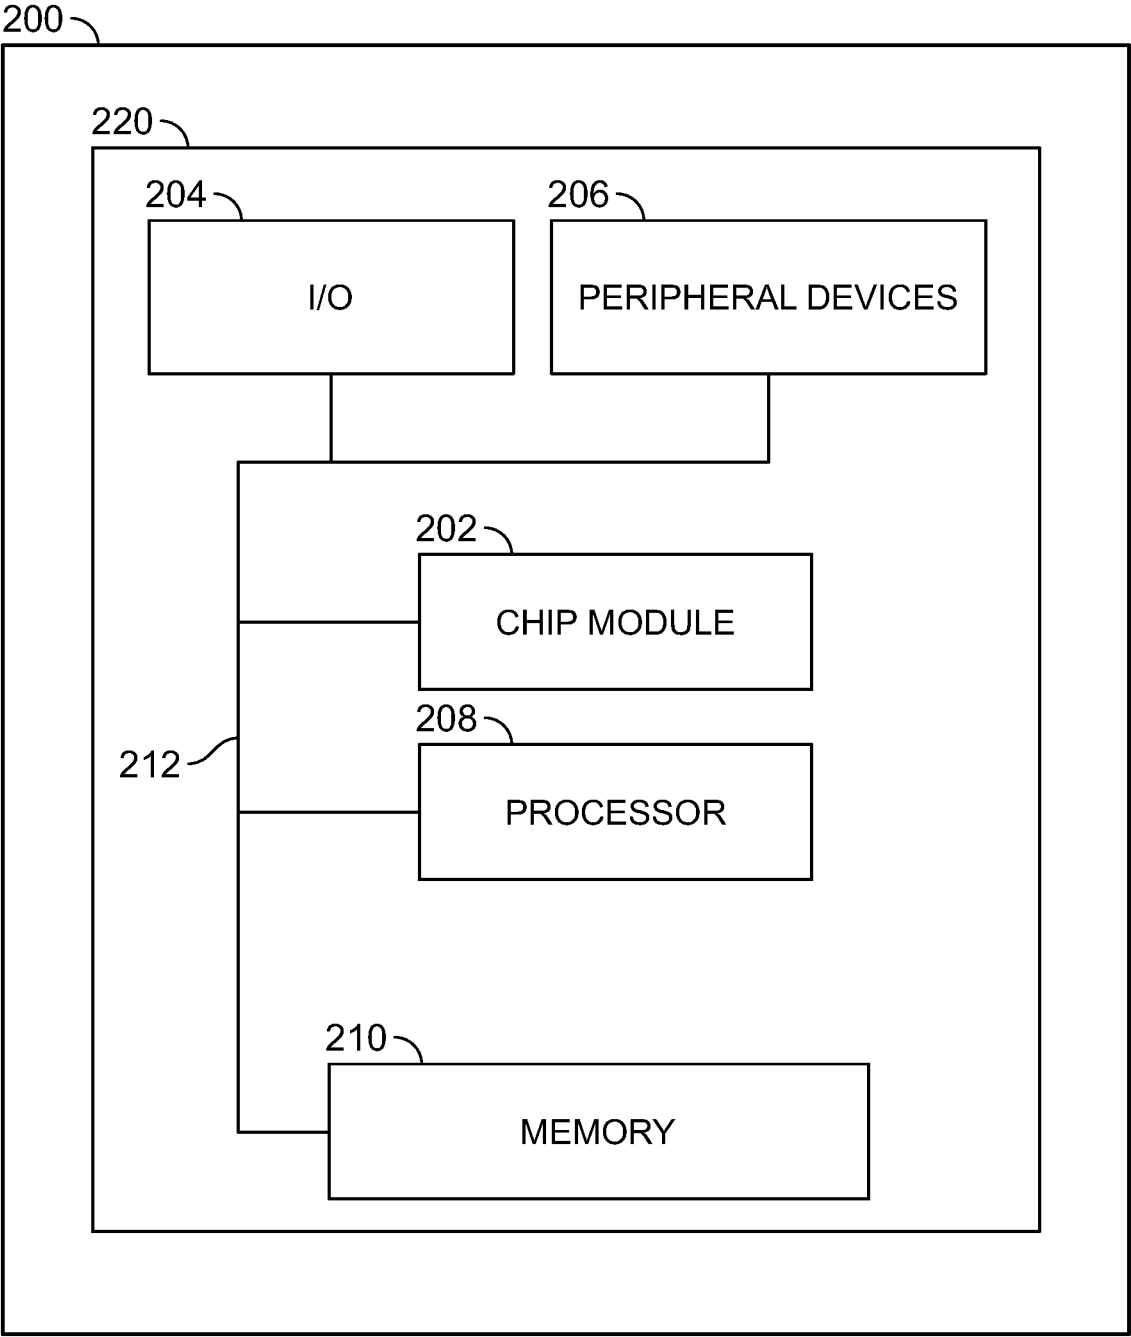 200
220
204
206
I/O
PERIPHERAL DEVICES
202
CHIP MODULE
208
212
PROCESSOR
210
MEMORY